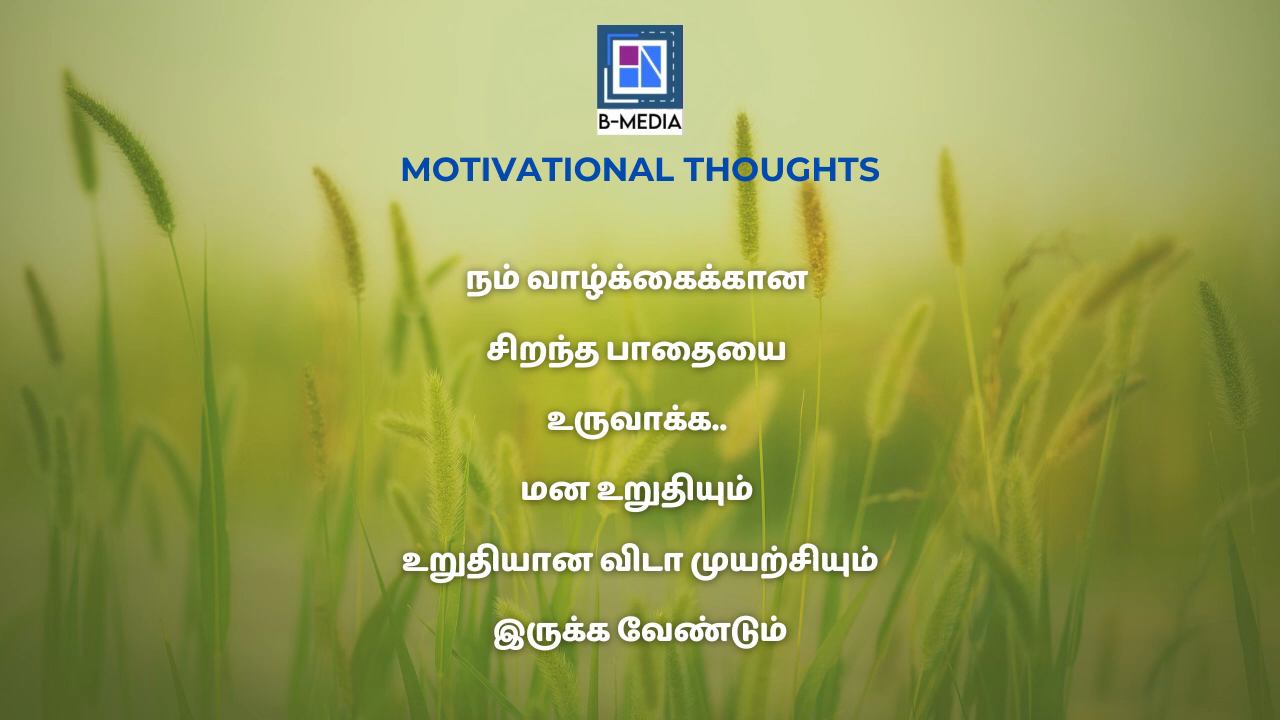 B-MEDIA
MOTIVATIONAL THOUGHTS
நம் வாழ்க்கைக்கான
சிறந்த பாதையை
உருவாக்க..
மன உறுதியும்
உறுதியான விடா முயற்சியும்
இருக்க வேண்டும்